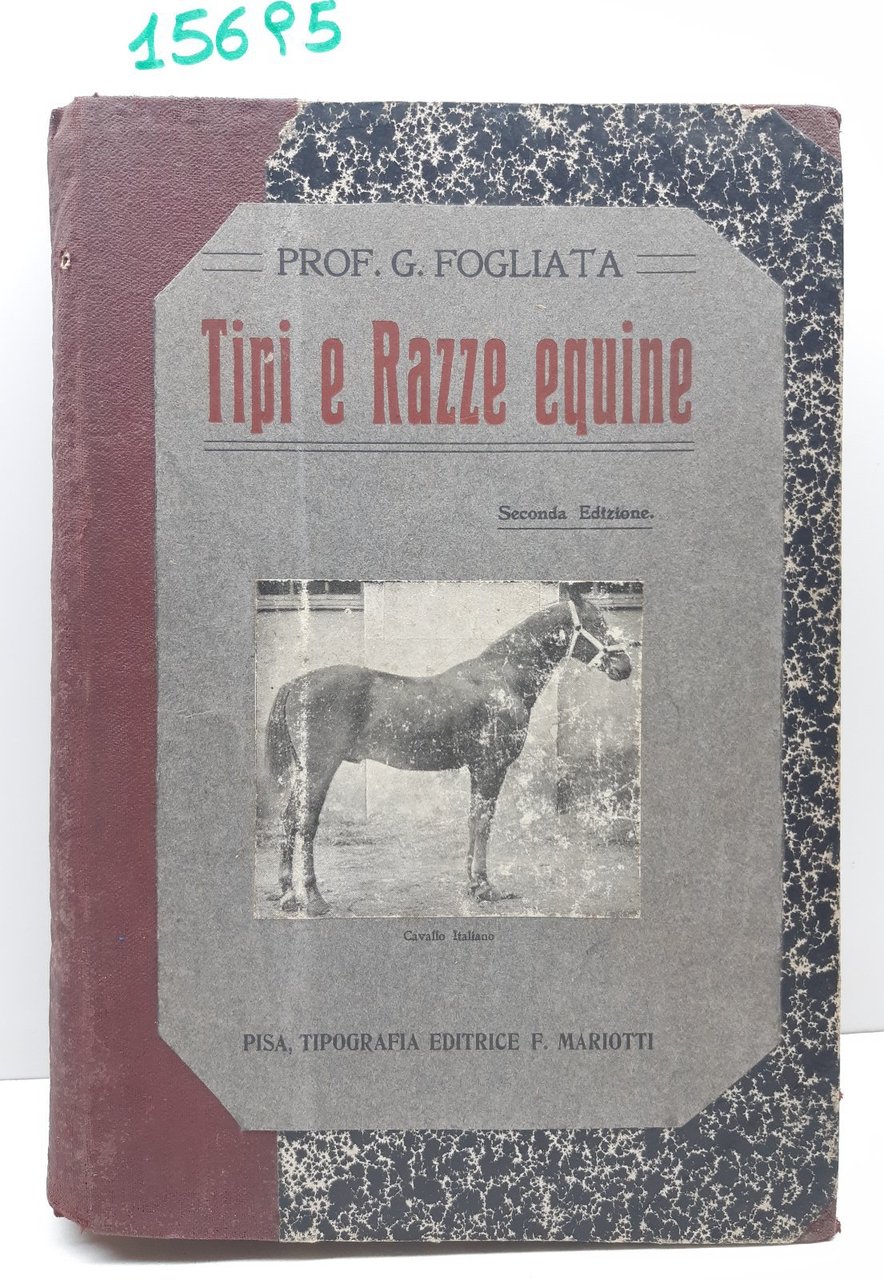 15695
PROF. G. FOGLIATA
Tipi e Razze equine
Seconda Edizione.
Cavallo Italiano
PISA, TIPOGRAFIA EDITRICE F. MARIOTTI